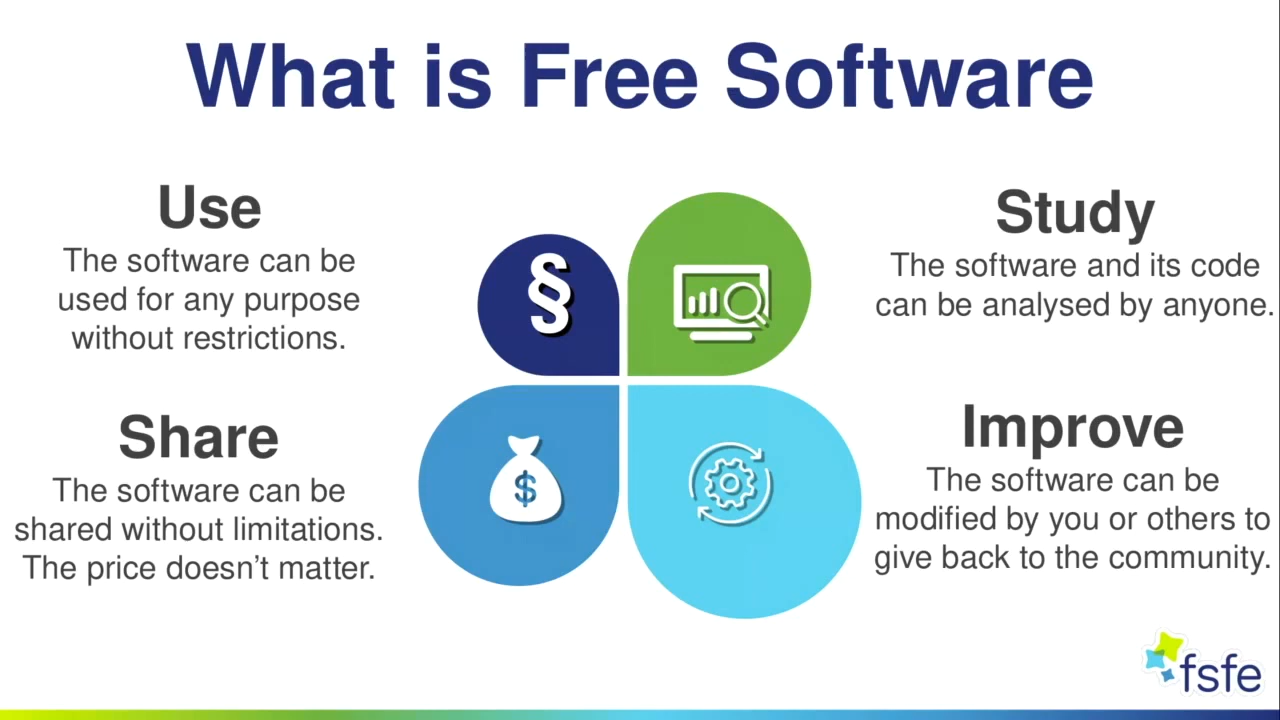 What is Free Software
Use
The software can be
used for any purpose
without restrictions.
§
Study
The software and its code
can be analysed by anyone.
Share
The software can be
shared without limitations.
The price doesn't matter.
$
Improve
The software can be
modified by you or others to
give back to the community.
fsfe